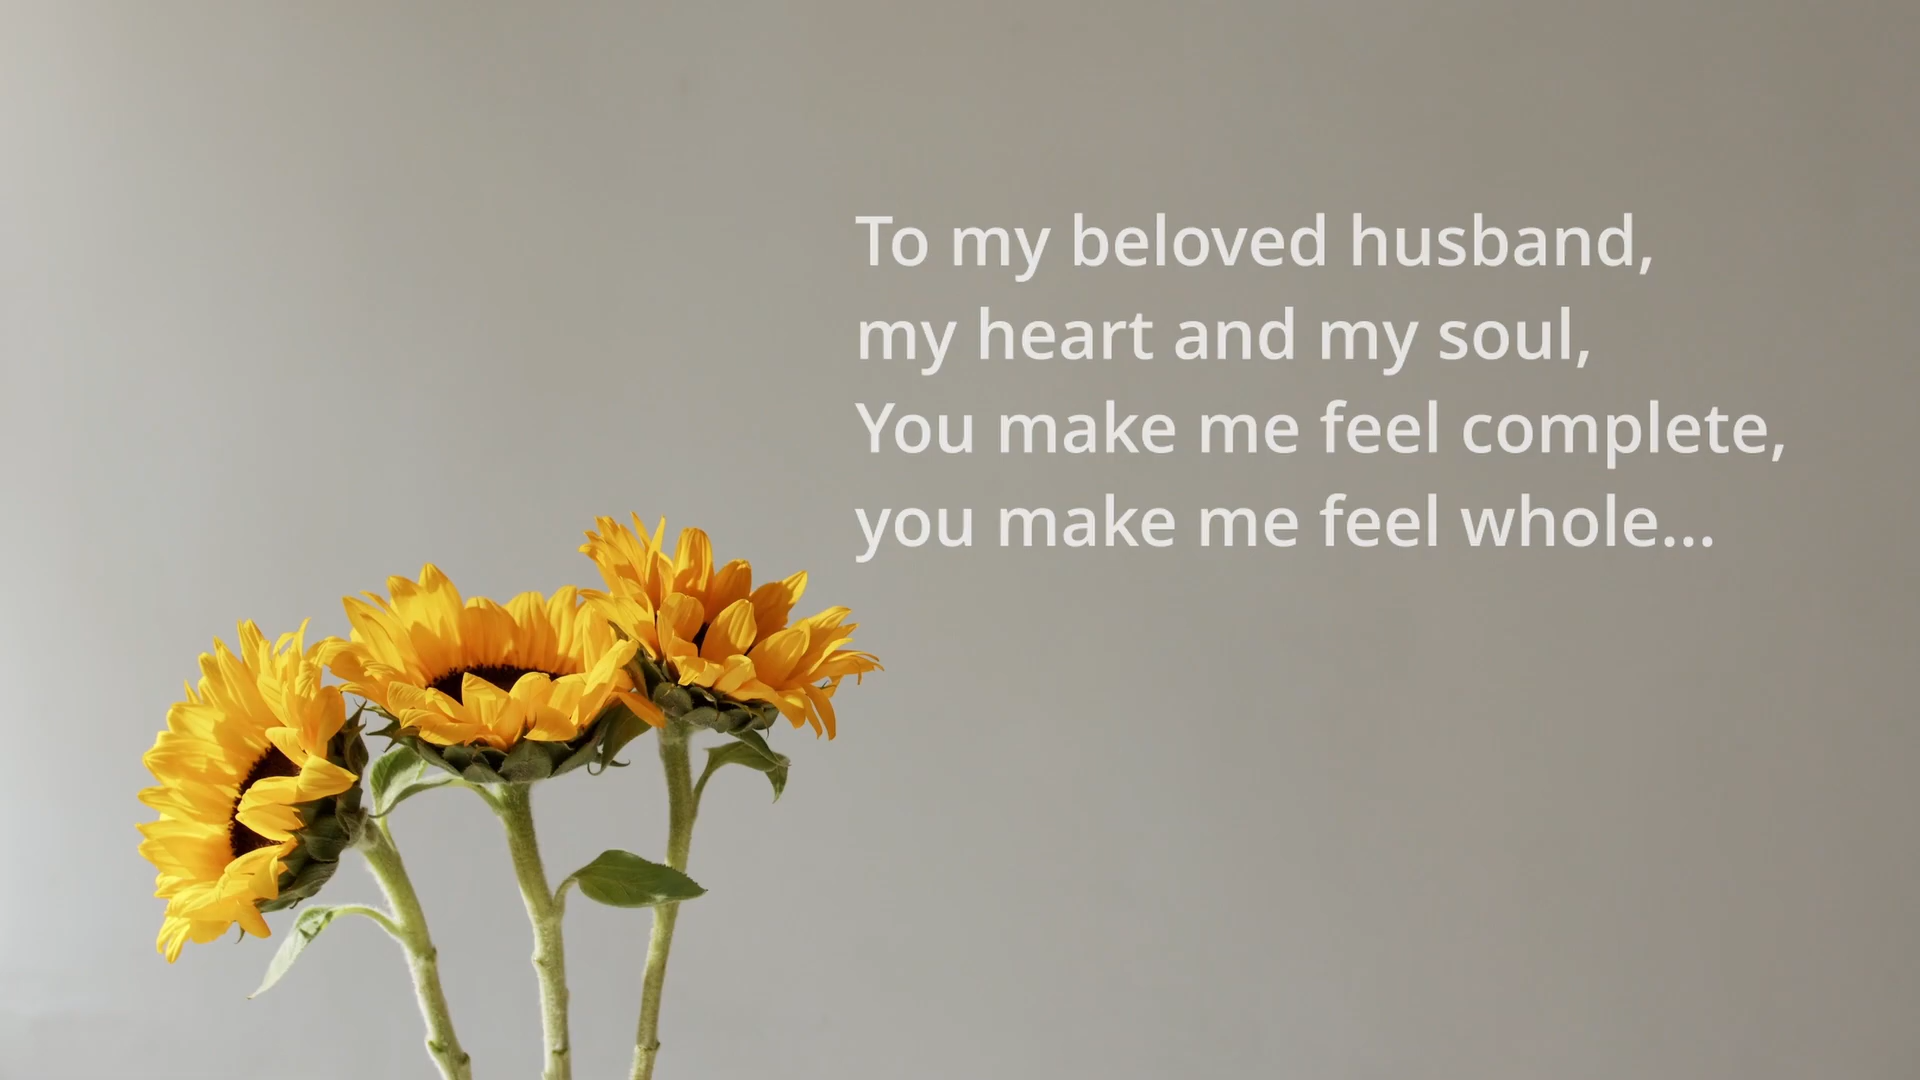 To my beloved husband,
my heart and my soul,
You make me feel complete,
you make me feel whole...